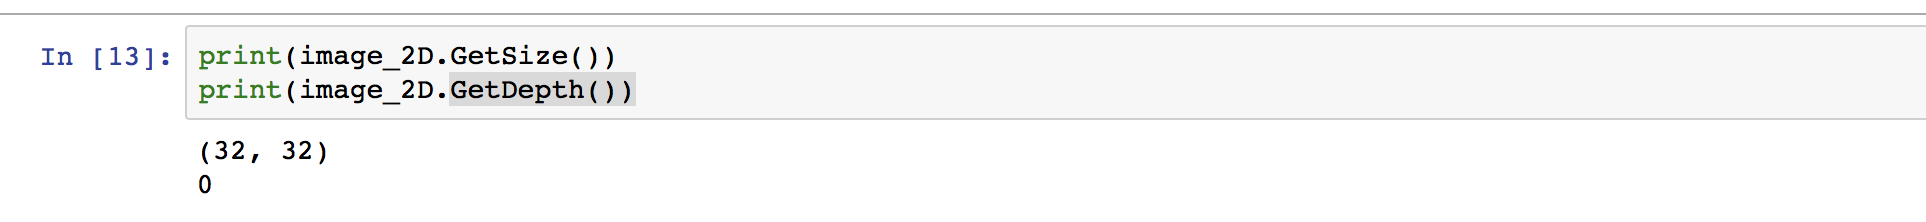 In [13]: print(image_2D.GetSize())
print(image_2D.GetDepth())
(32, 32)
0